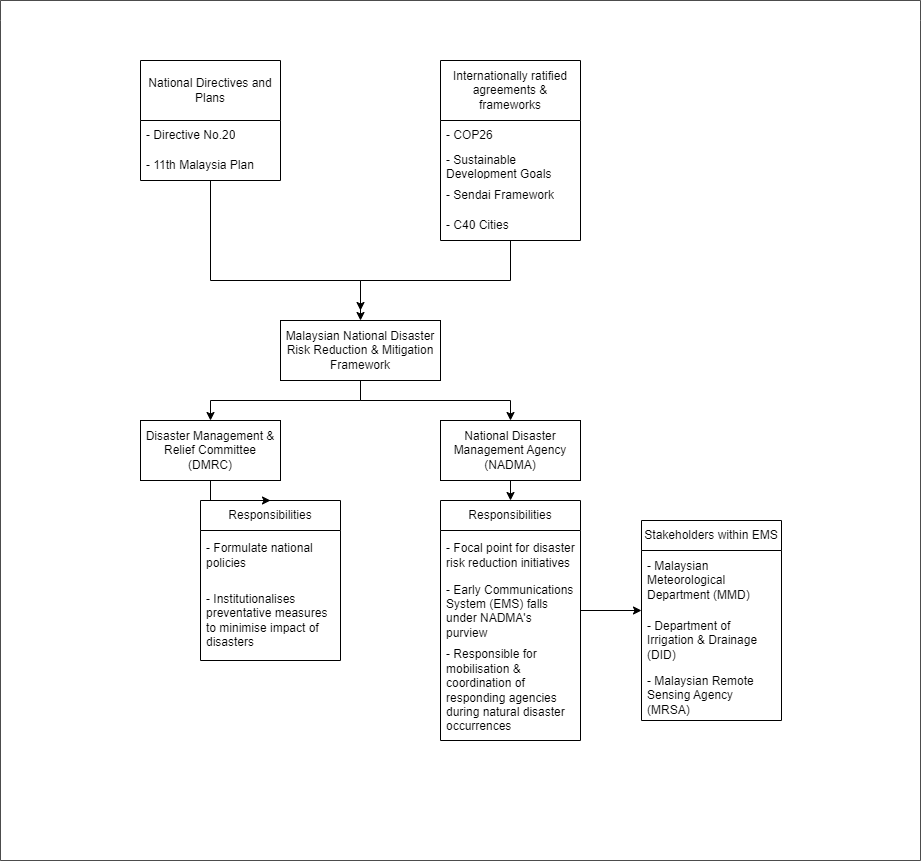 National Directives and
Plans
- Directive No.20
- 11th Malaysia Plan
Internationally ratified
agreements &
frameworks
- COP26
- Sustainable
Development Goals
- Sendai Framework
- C40 Cities
Malaysian National Disaster
Risk Reduction & Mitigation
Framework
Disaster Management &
Relief Committee
(DMRC)
National Disaster
Management Agency
(NADMA)
Responsibilities
- Formulate national
policies
- Institutionalises
preventative measures
to minimise impact of
disasters
Responsibilities
- Focal point for disaster
risk reduction initiatives
- Early Communications
System (EMS) falls
under NADMA's
purview
- Responsible for
mobilisation &
coordination of
responding agencies
during natural disaster
occurrences
Stakeholders within EMS
- Malaysian
Meteorological
Department (MMD)
- Department of
Irrigation & Drainage
(DID)
- Malaysian Remote
Sensing Agency
(MRSA)